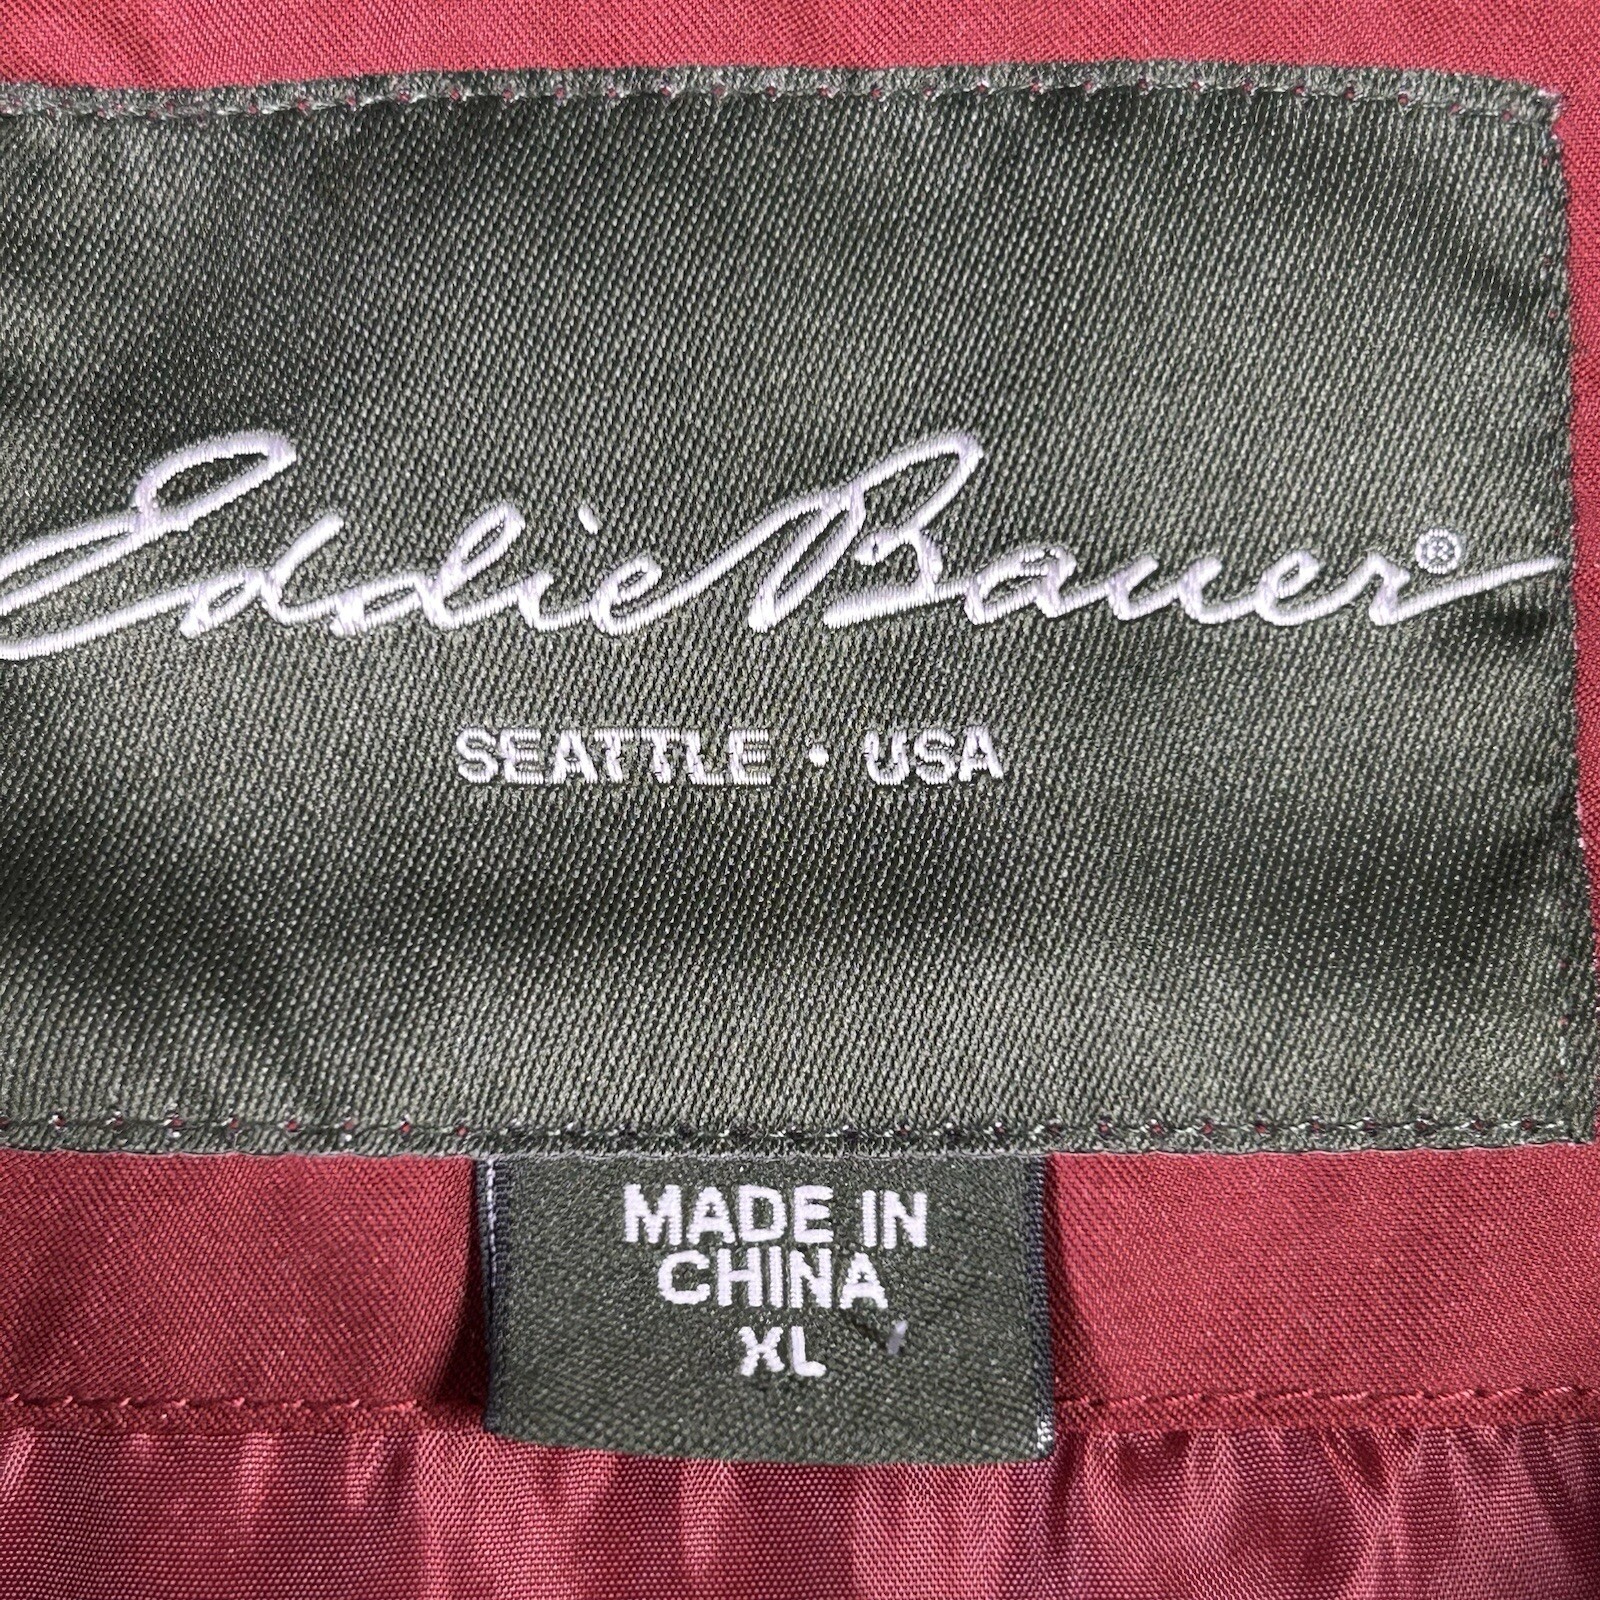 Eddie Bauer®
SEATTLE • USA
MADE IN
CHINA
XL